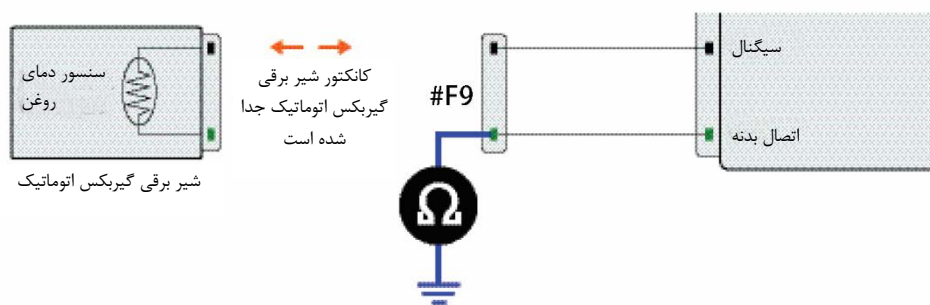 سنسور دمای
روغن
شیر برقی گیربکس اتوماتیک
کانکتور شیر برقی
گیربکس اتوماتیک جدا
شده است
#F9
Ω
سیگنال
اتصال بدنه